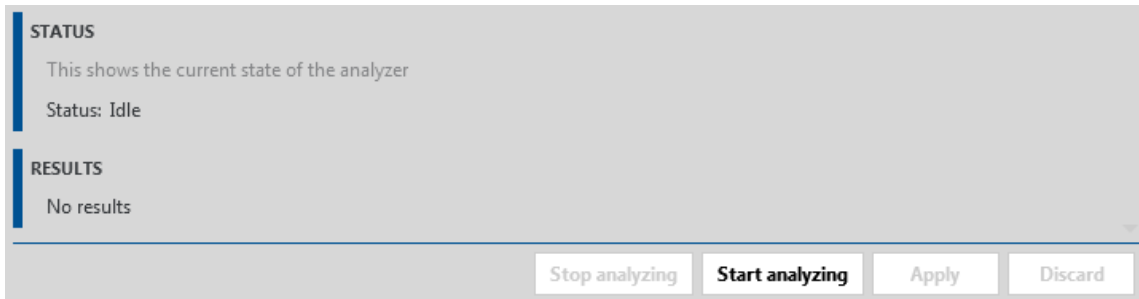 STATUS
This shows the current state of the analyzer
Status: Idle
RESULTS
No results
Stop analyzing Start analyzing Apply Discard